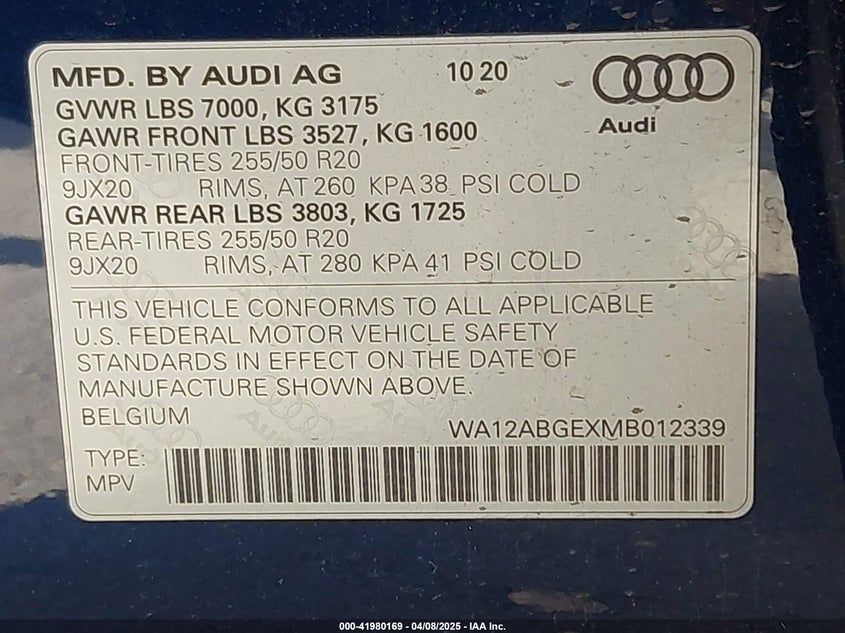 MFD. BY AUDI AG 10 20
GVWR LBS 7000, KG 3175
Audi
GAWR FRONT LBS 3527, KG 1600
FRONT-TIRES 255/50 R20
9JX20 RIMS, AT 260 KPA 38 PSI COLD
GAWR REAR LBS 3803, KG 1725
REAR-TIRES 255/50 R20
9JX20 RIMS, AT 280 KPA 41 PSI COLD
THIS VEHICLE CONFORMS TO ALL APPLICABLE
U.S. FEDERAL MOTOR VEHICLE SAFETY
STANDARDS IN EFFECT ON THE DATE OF
MANUFACTURE SHOWN ABOVE.
BELGIUM
WA12ABGEXMB012339
TYPE:
MPV
000-41980169 - 04/08/2025 - IAA Inc.